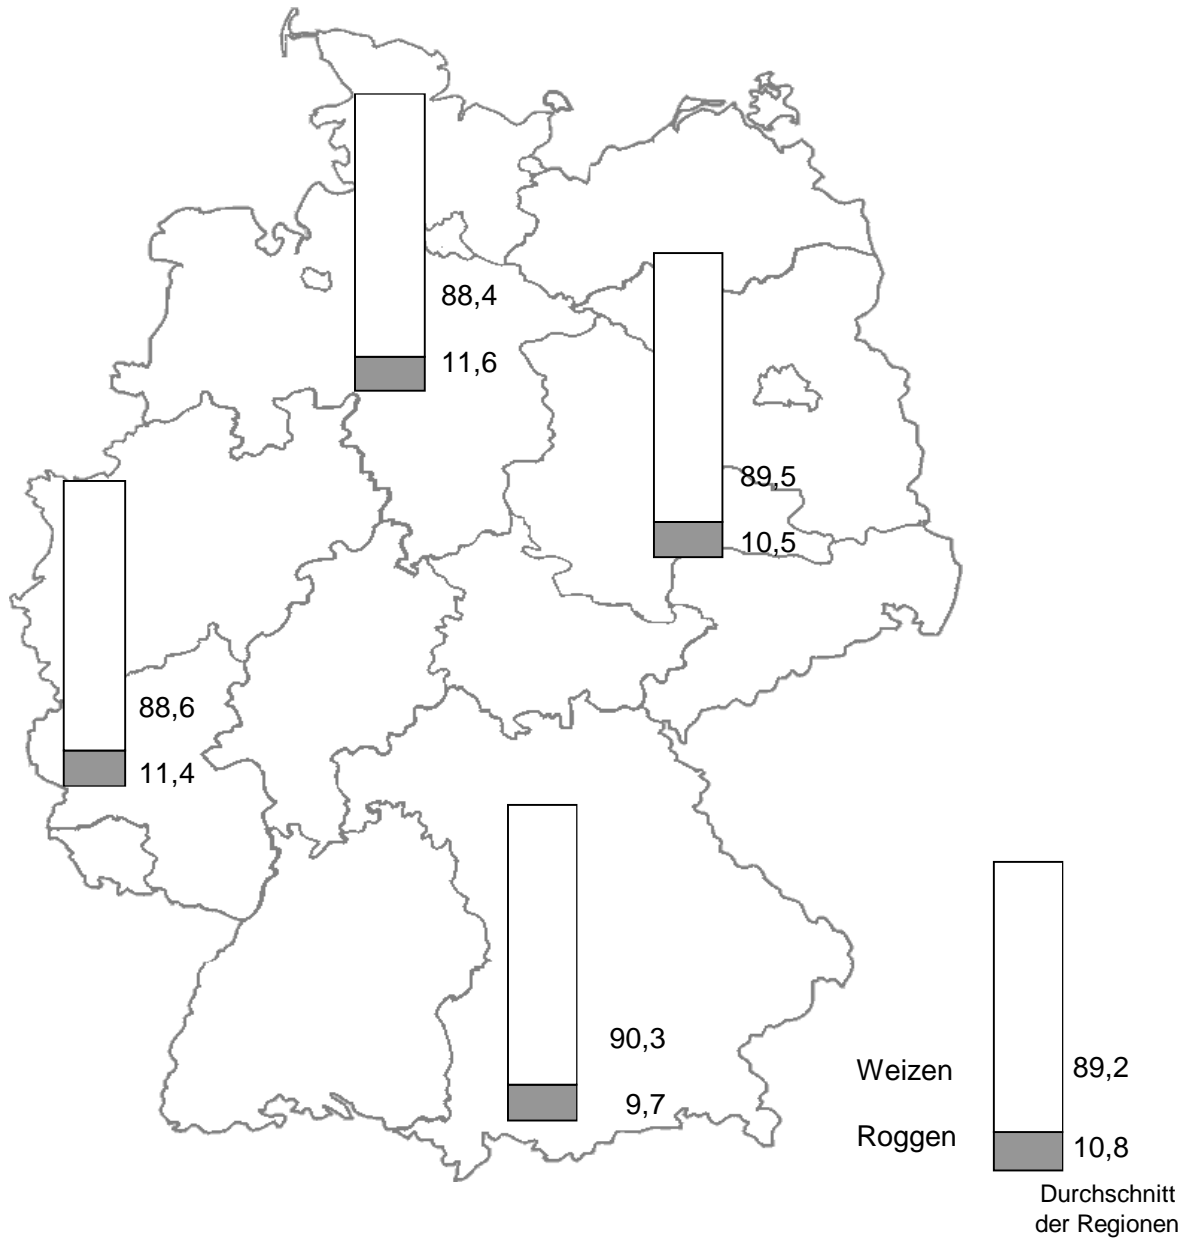 88,4
11,6
89,5
10,5
88,6
11,4
90,3
9,7
Weizen
89,2
Roggen
10,8
Durchschnitt
der Regionen